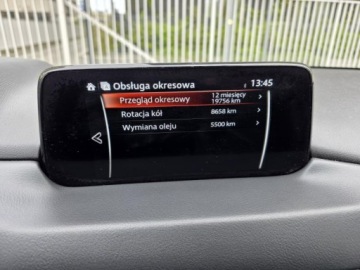 Obsługa okresowa 13:45
Przegląd okresowy 12 miesięcy
19756 km
Rotacja kół 8658 km
Wymiana oleju 5500 km